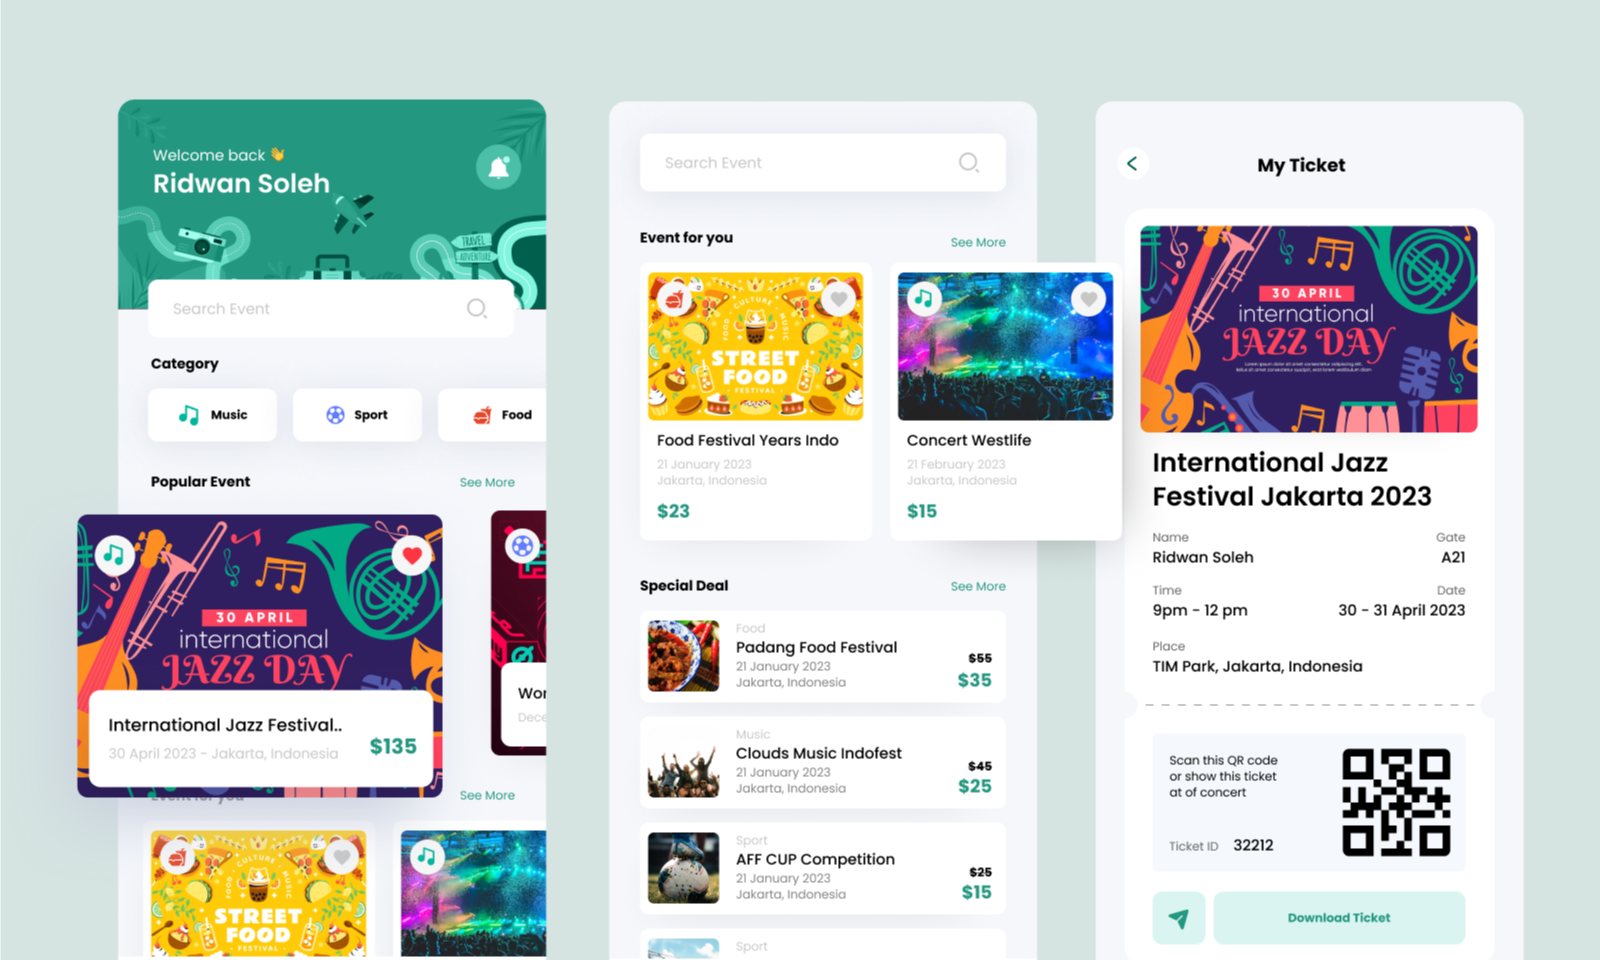 Welcome back 👋
Ridwan Soleh
TRAVEL
ADVENTURE
Search Event
Category
Music
Sport
Food
Popular Event
See More
30 APRIL
international
JAZZ DAY
International Jazz Festival..
30 April 2023 - Jakarta, Indonesia
$135
Wor
Dece
Event for you
See More
CULTURE
FOOD
MUSIC
STREET
FOOD
FESTIVAL
Search Event
Event for you
See More
CULTURE
FOOD
MUSIC
STREET
FOOD
FESTIVAL
Food Festival Years Indo
21 January 2023
Jakarta, Indonesia
$23
Concert Westlife
21 February 2023
Jakarta, Indonesia
$15
Special Deal
See More
Food
Padang Food Festival
21 January 2023
Jakarta, Indonesia
$55
$35
Music
Clouds Music Indofest
21 January 2023
Jakarta, Indonesia
$45
$25
Sport
AFF CUP Competition
21 January 2023
Jakarta, Indonesia
$25
$15
Sport
My Ticket
30 APRIL
international
JAZZ DAY
International Jazz
Festival Jakarta 2023
Name
Gate
Ridwan Soleh
A21
Time
Date
9pm - 12 pm
30 - 31 April 2023
Place
TIM Park, Jakarta, Indonesia
Scan this QR code
or show this ticket
at of concert
Ticket ID 32212
Download Ticket